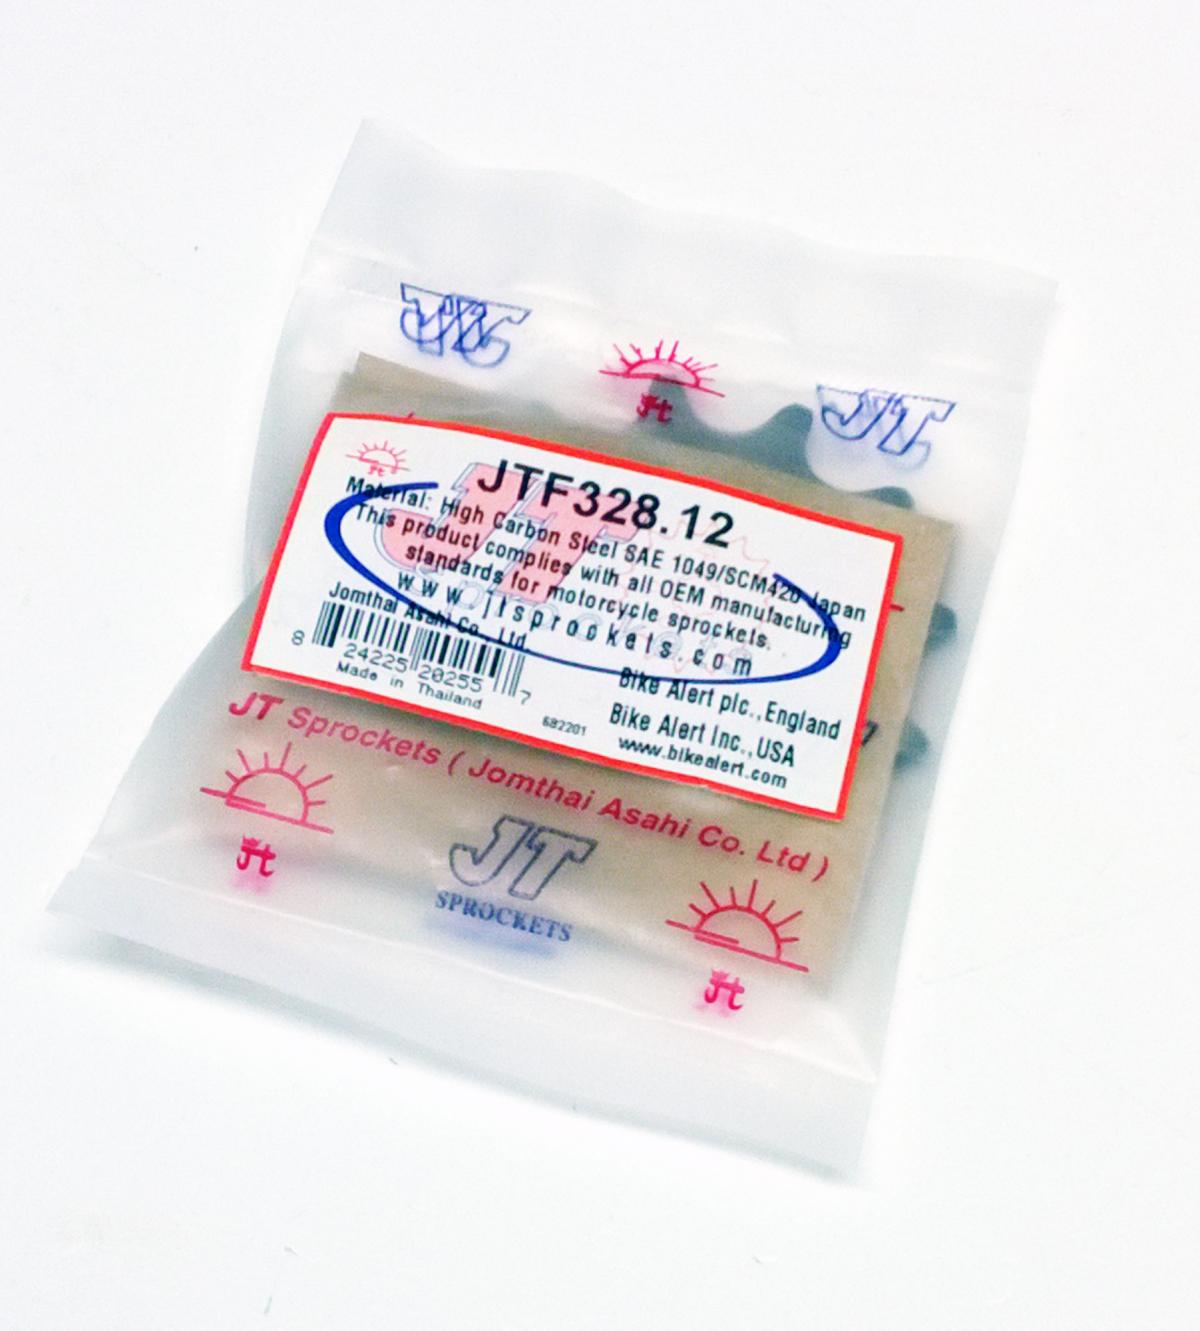 JT
Jt
JT
Jt
JTF328.12
Material: High Carbon Steel SAE 1049/SCM420 Japan
This product complies with all OEM manufacturing
standards for motorcycle sprockets.
www.jtsprockets.com
Jomthai Asahi Co., Ltd.
8 24225 20255 7
Made in Thailand
682201
Bike Alert plc., England
Bike Alert Inc., USA
www.bikealert.com
JT Sprockets ( Jomthai Asahi Co. Ltd )
Jt
JT
SPROCKETS
Jt